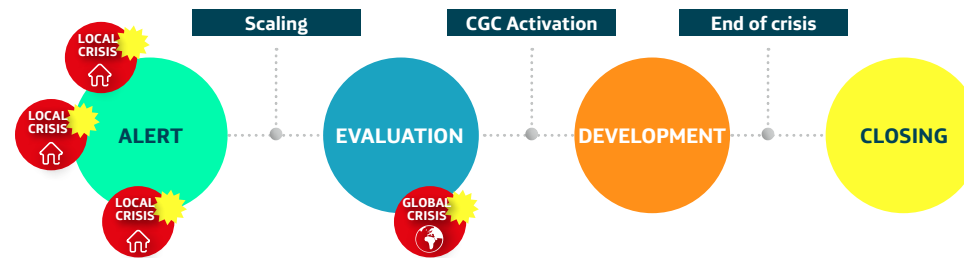 Scaling
CGC Activation
End of crisis
LOCAL
CRISIS
LOCAL
CRISIS
ALERT
EVALUATION
DEVELOPMENT
CLOSING
LOCAL
CRISIS
GLOBAL
CRISIS